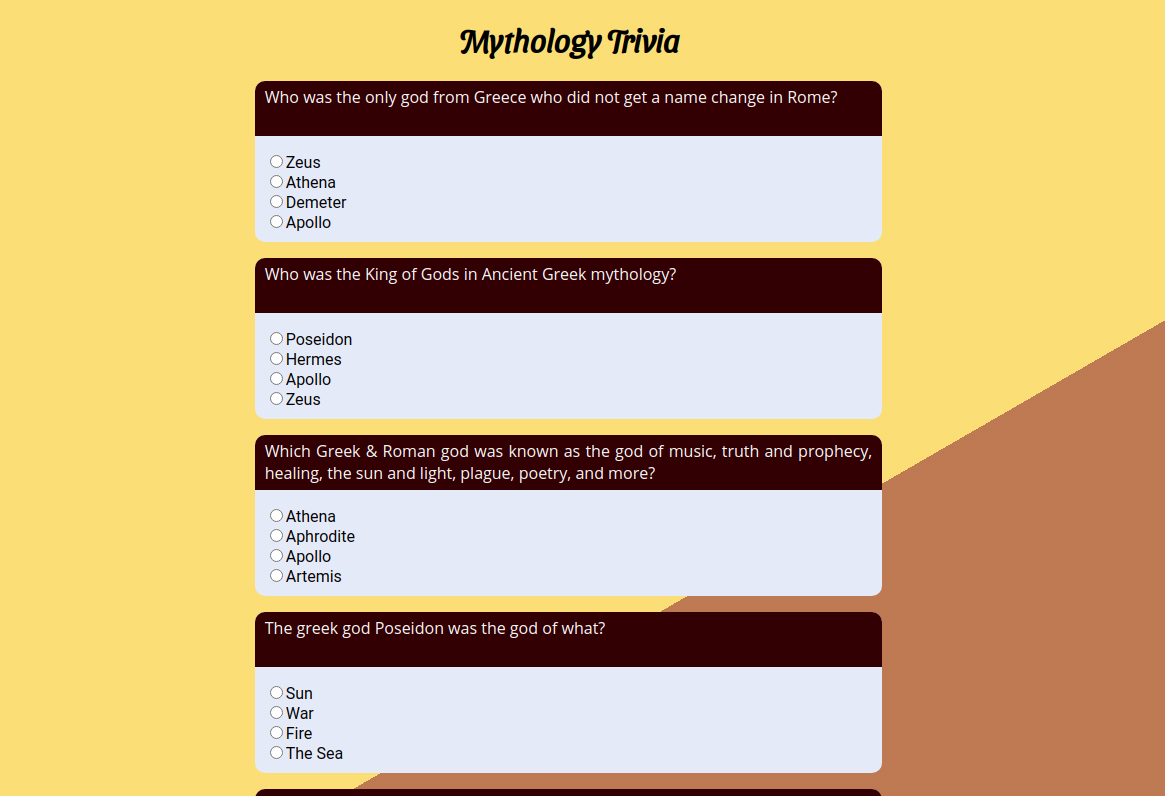 Mythology Trivia
Who was the only god from Greece who did not get a name change in Rome?
Zeus
Athena
Demeter
Apollo
Who was the King of Gods in Ancient Greek mythology?
Poseidon
Hermes
Apollo
Zeus
Which Greek & Roman god was known as the god of music, truth and prophecy,
healing, the sun and light, plague, poetry, and more?
Athena
Aphrodite
Apollo
Artemis
The greek god Poseidon was the god of what?
Sun
War
Fire
The Sea